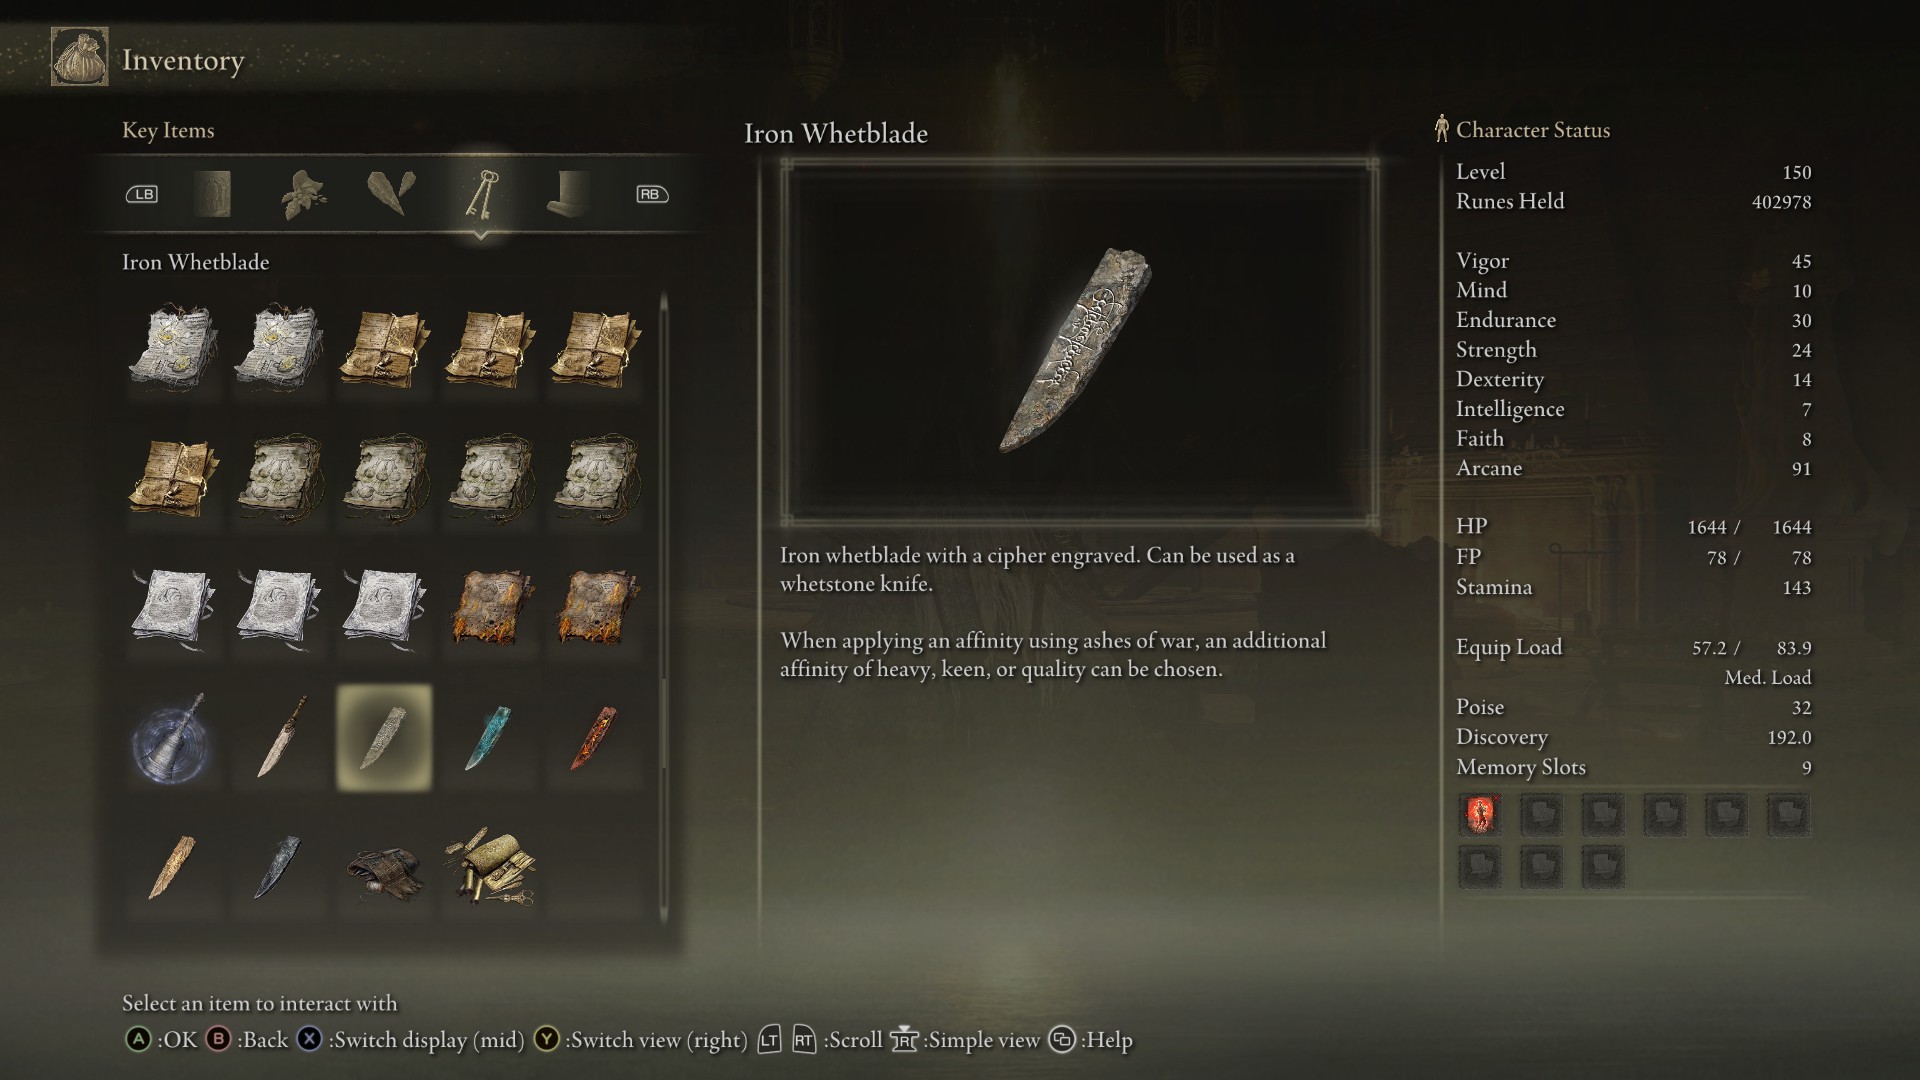 Inventory
Key Items
LB
RB
Iron Whetblade
Iron Whetblade
Iron whetblade with a cipher engraved. Can be used as a
whetstone knife.
When applying an affinity using ashes of war, an additional
affinity of heavy, keen, or quality can be chosen.
Character Status
Level 150
Runes Held 402978
Vigor 45
Mind 10
Endurance 30
Strength 24
Dexterity 14
Intelligence 7
Faith 8
Arcane 91
HP 1644 / 1644
FP 78 / 78
Stamina 143
Equip Load 57.2 / 83.9
Med. Load
Poise 32
Discovery 192.0
Memory Slots 9
Select an item to interact with
A :OK B :Back X :Switch display (mid) Y :Switch view (right) LT RT :Scroll R :Simple view :Help